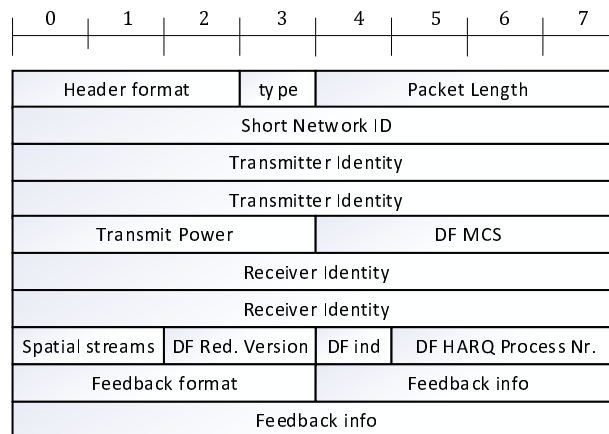 0 1 2 3 4 5 6 7
Header format type Packet Length
Short Network ID
Transmitter Identity
Transmitter Identity
Transmit Power DF MCS
Receiver Identity
Receiver Identity
Spatial streams DF Red. Version DF ind DF HARQ Process Nr.
Feedback format Feedback info
Feedback info